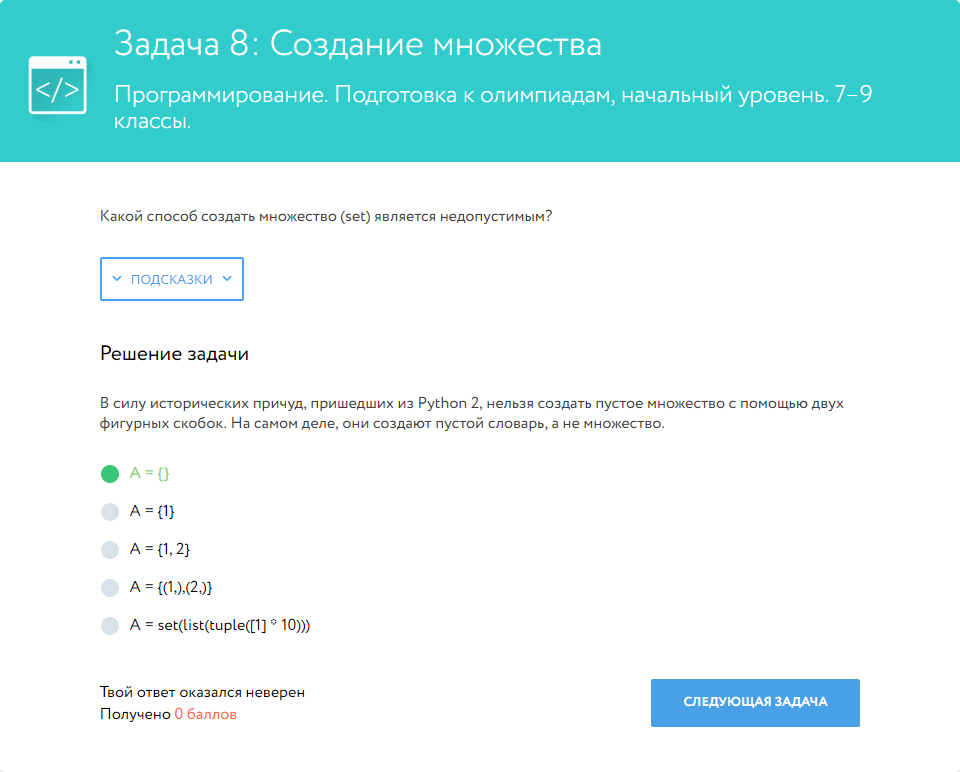 Задача 8: Создание множества
</>
Программирование. Подготовка к олимпиадам, начальный уровень. 7–9
классы.
Какой способ создать множество (set) является недопустимым?
ПОДСКАЗКИ
Решение задачи
В силу исторических причуд, пришедших из Python 2, нельзя создать пустое множество с помощью двух
фигурных скобок. На самом деле, они создают пустой словарь, а не множество.
A = {}
A = {1}
A = {1, 2}
A = {(1,),(2,)}
A = set(list(tuple([1] * 10)))
Твой ответ оказался неверен
Получено 0 баллов
СЛЕДУЮЩАЯ ЗАДАЧА